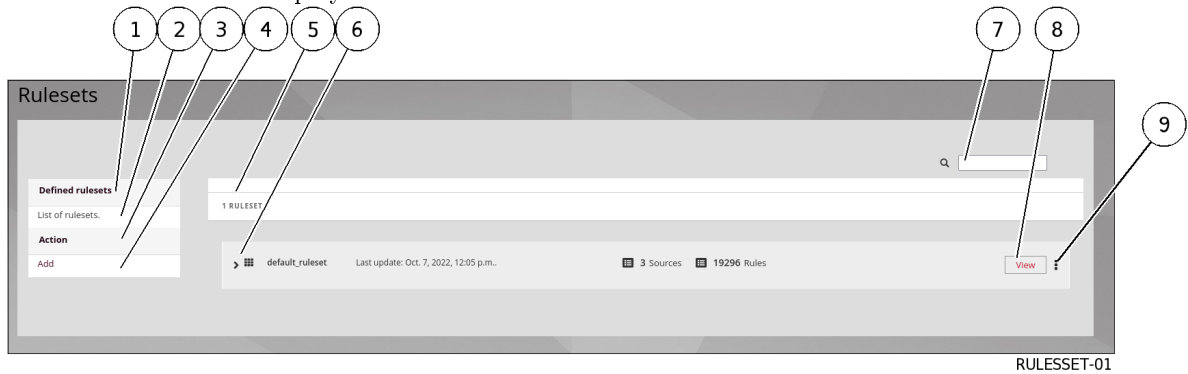 1 2 3 4 5 6 7 8
9
Rulesets
Defined rulesets
List of rulesets.
Action
Add
1 RULESET
default_ruleset Last update: Oct. 7, 2022, 12:05 p.m.. 3 Sources 19296 Rules View
RULESSET-01